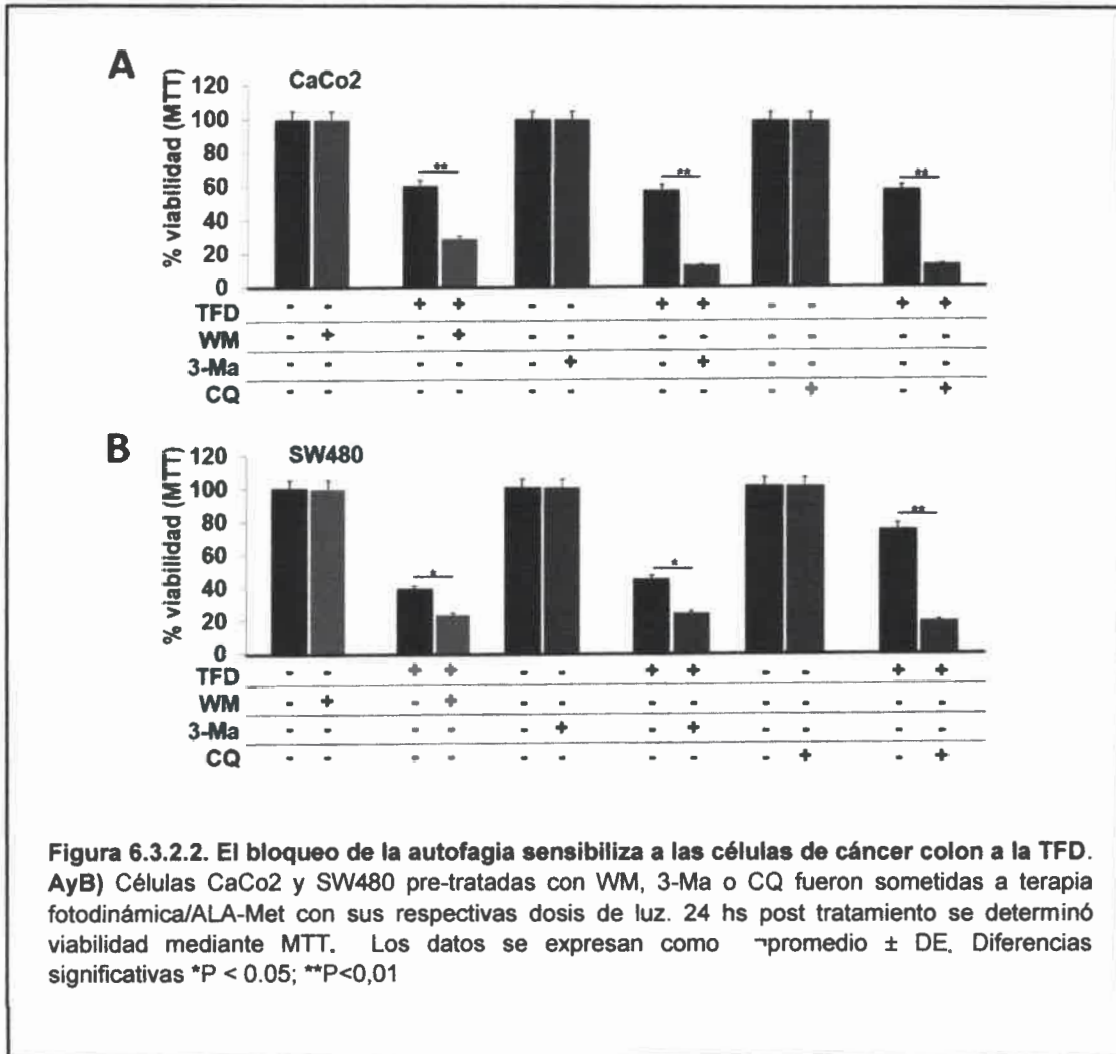 A
CaCo2
% viabilidad (MTT)
120
100
80
60
40
20
0
** ** **
TFD - - + + - - + + - - + +
WM - + - + - - - - - - - -
3-Ma - - - - - + - + - - - -
CQ - - - - - - - - - + - +
B
SW480
% viabilidad (MTT)
120
100
80
60
40
20
0
* * **
TFD - - + + - - + + - - + +
WM - + - + - - - - - - - -
3-Ma - - - - - + - + - - - -
CQ - - - - - - - - - + - +
Figura 6.3.2.2. El bloqueo de la autofagia sensibiliza a las células de cáncer colon a la TFD.
AyB) Células CaCo2 y SW480 pre-tratadas con WM, 3-Ma o CQ fueron sometidas a terapia
fotodinámica/ALA-Met con sus respectivas dosis de luz. 24 hs post tratamiento se determinó
viabilidad mediante MTT. Los datos se expresan como ¬promedio ± DE. Diferencias
significativas *P < 0.05; **P<0,01